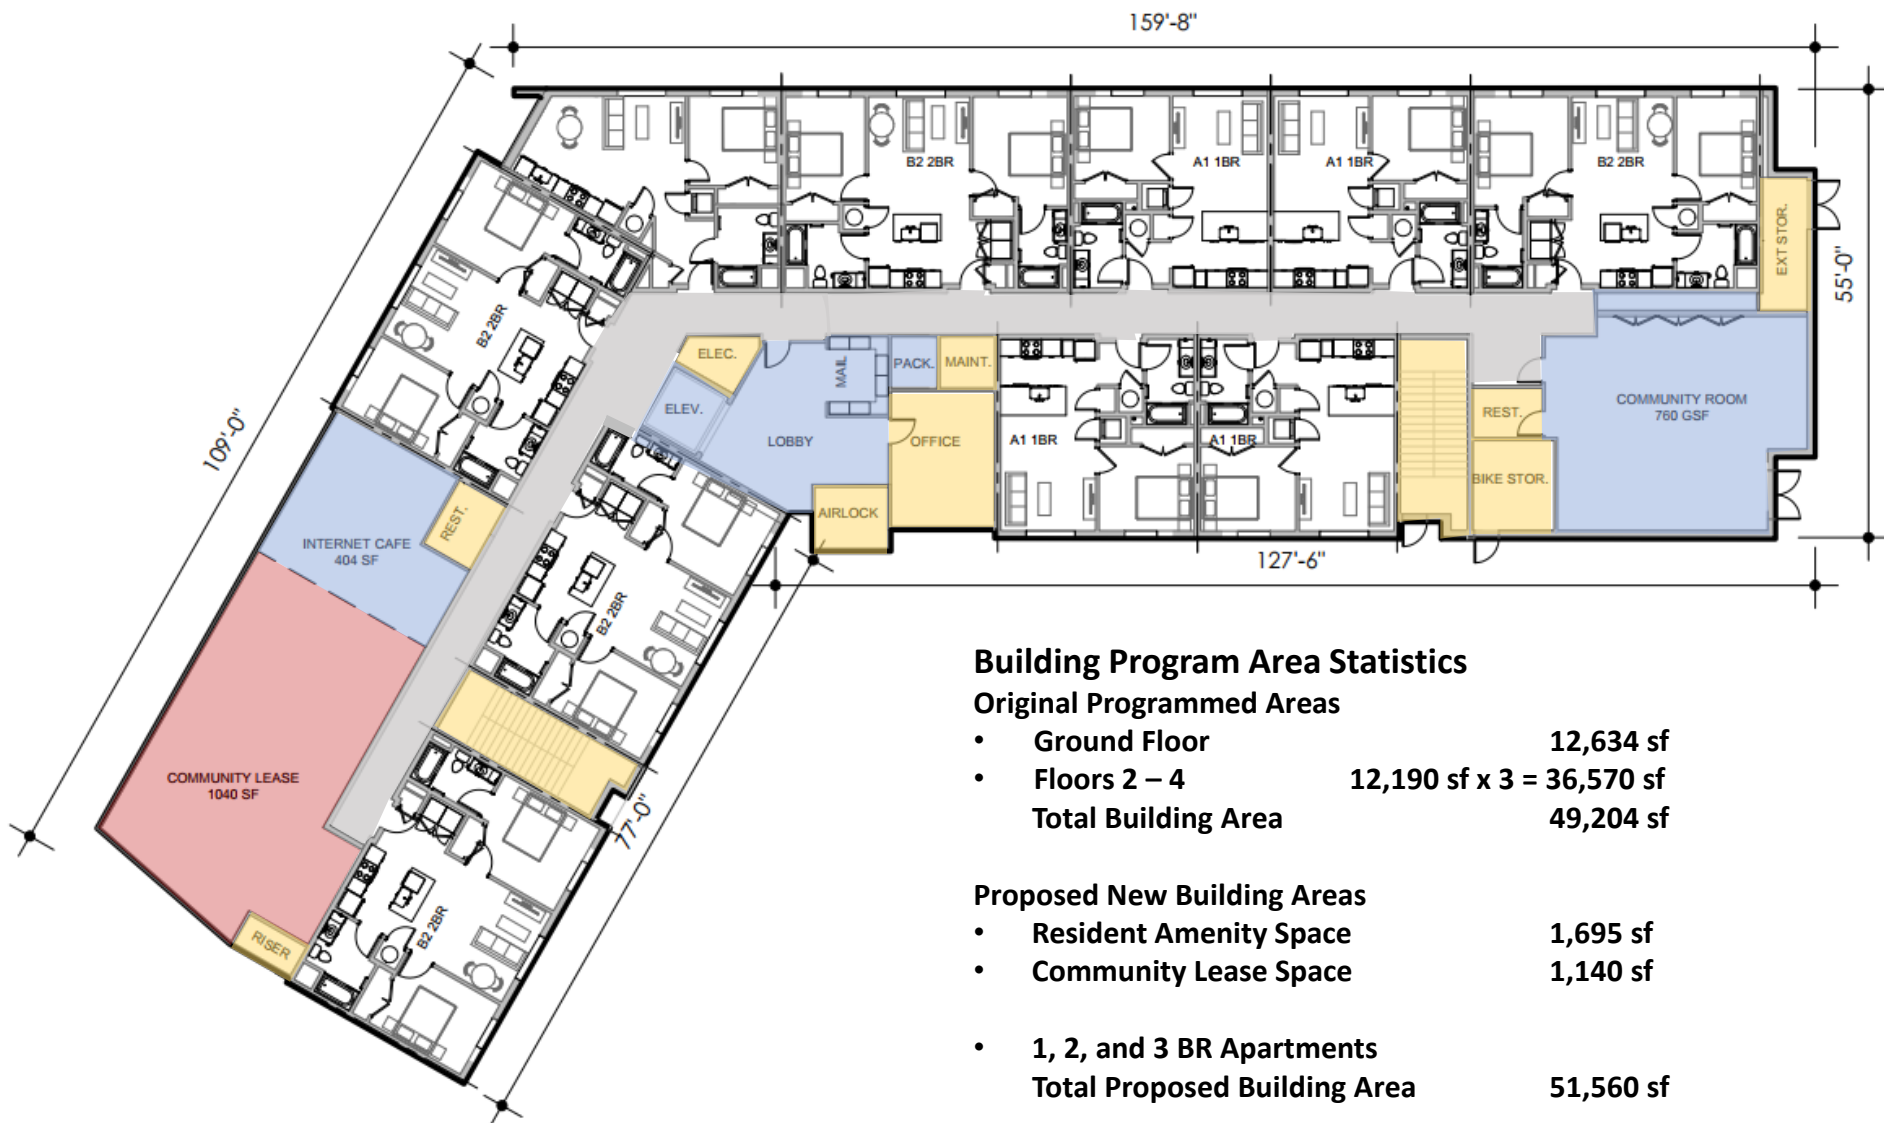 159'-8"
B2 2BR
A1 1BR
A1 1BR
B2 2BR
EXT STOR.
55'-0"
B2 2BR
109'-0"
ELEC.
MAIL
PACK.
MAINT.
ELEV.
LOBBY
OFFICE
A1 1BR
A1 1BR
REST.
COMMUNITY ROOM
760 GSF
BIKE STOR.
AIRLOCK
REST.
INTERNET CAFE
404 SF
127'-6"
B2 2BR
COMMUNITY LEASE
1040 SF
77'-0"
RISER
B2 2BR
Building Program Area Statistics
Original Programmed Areas
• Ground Floor 12,634 sf
• Floors 2 – 4 12,190 sf x 3 = 36,570 sf
Total Building Area 49,204 sf
Proposed New Building Areas
• Resident Amenity Space 1,695 sf
• Community Lease Space 1,140 sf
• 1, 2, and 3 BR Apartments
Total Proposed Building Area 51,560 sf